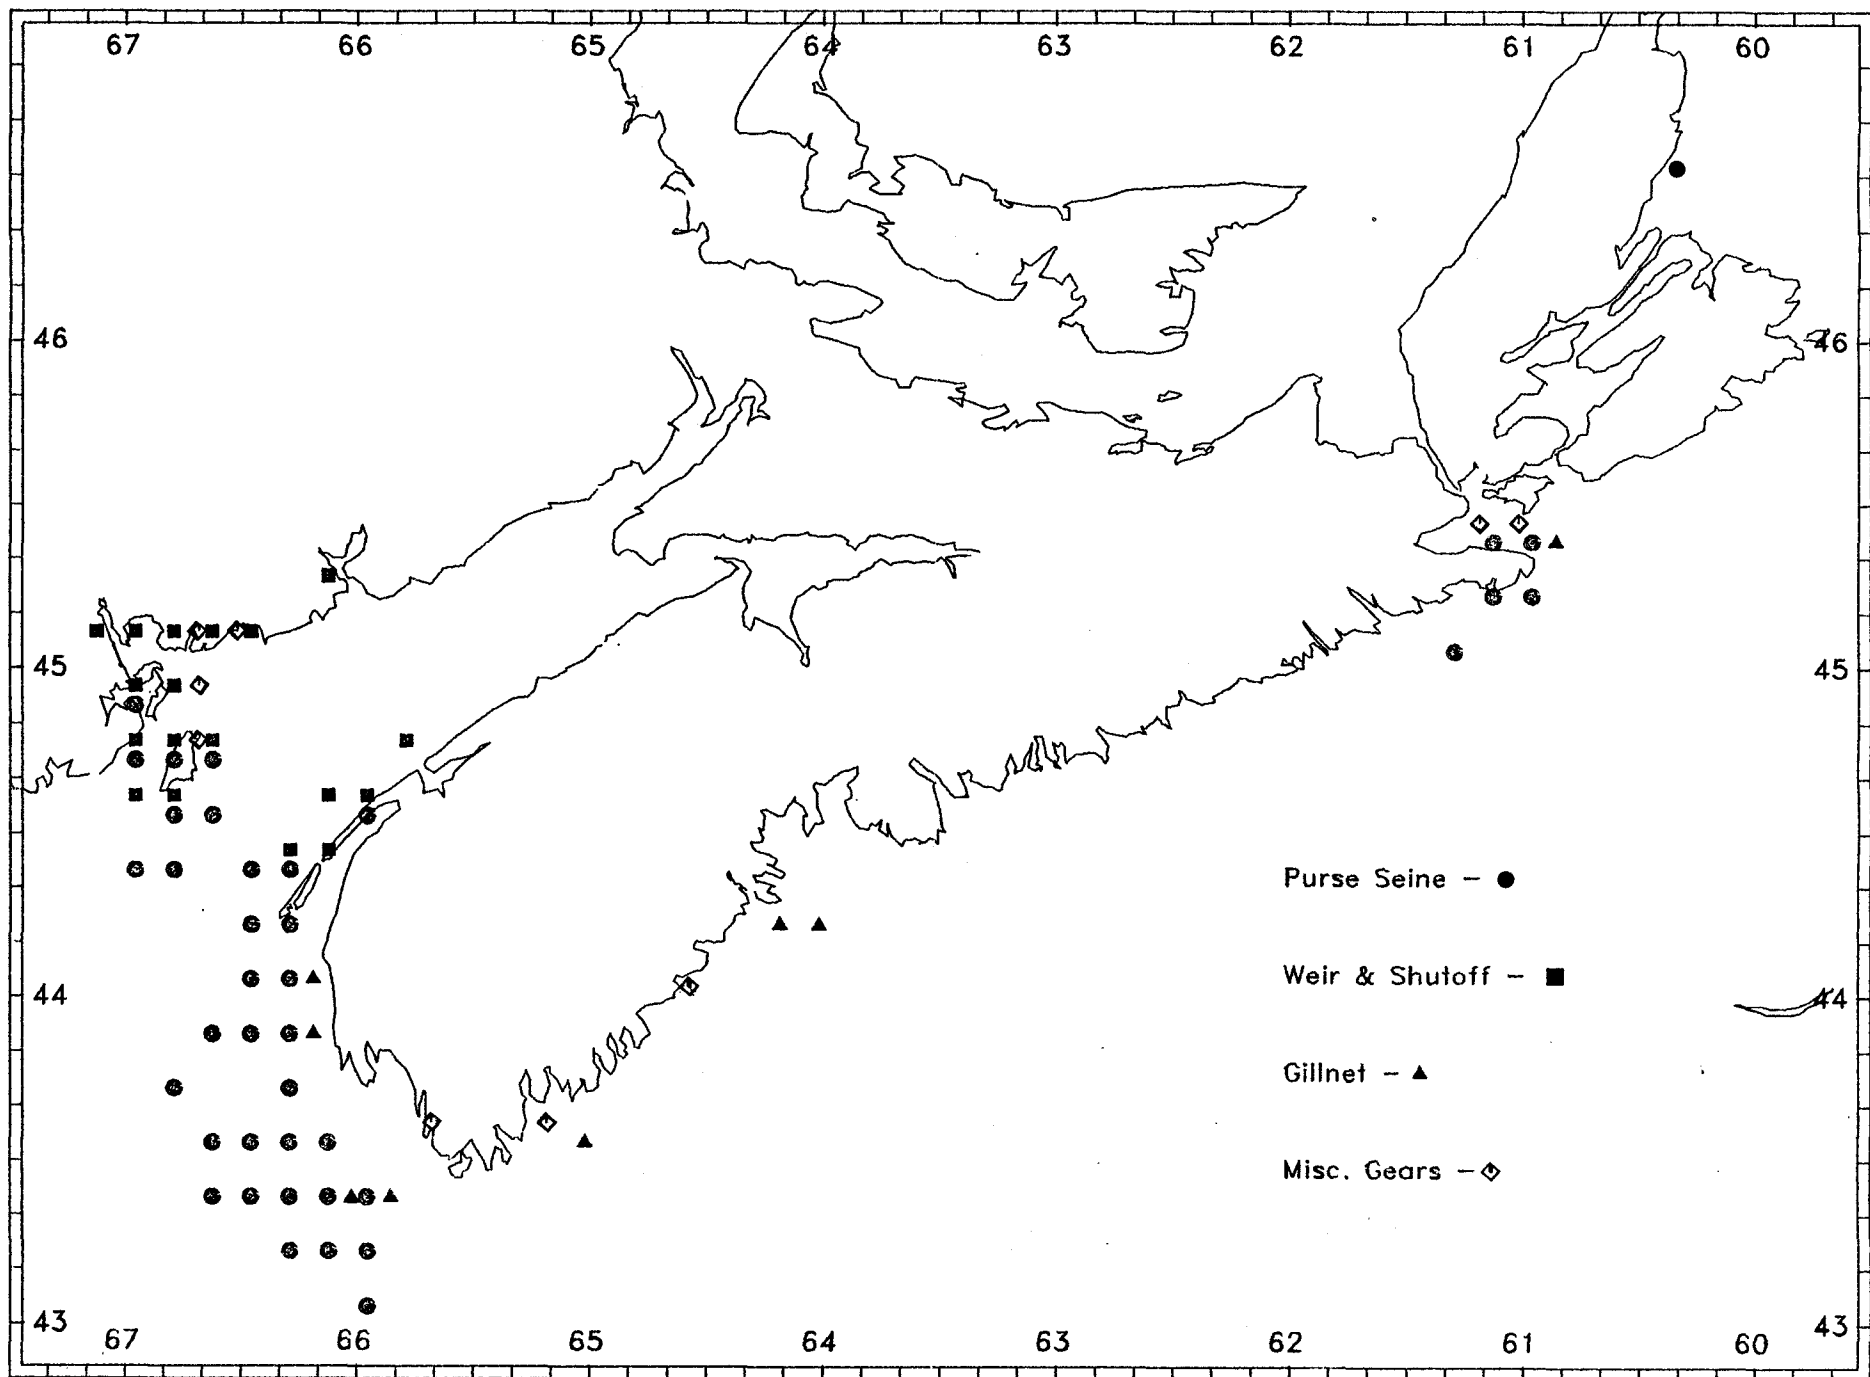 67 66 65 64 63 62 61 60
46 46
45 45
Purse Seine –
Weir & Shutoff –
44 44
Gillnet –
Misc. Gears –
43 43
67 66 65 64 63 62 61 60